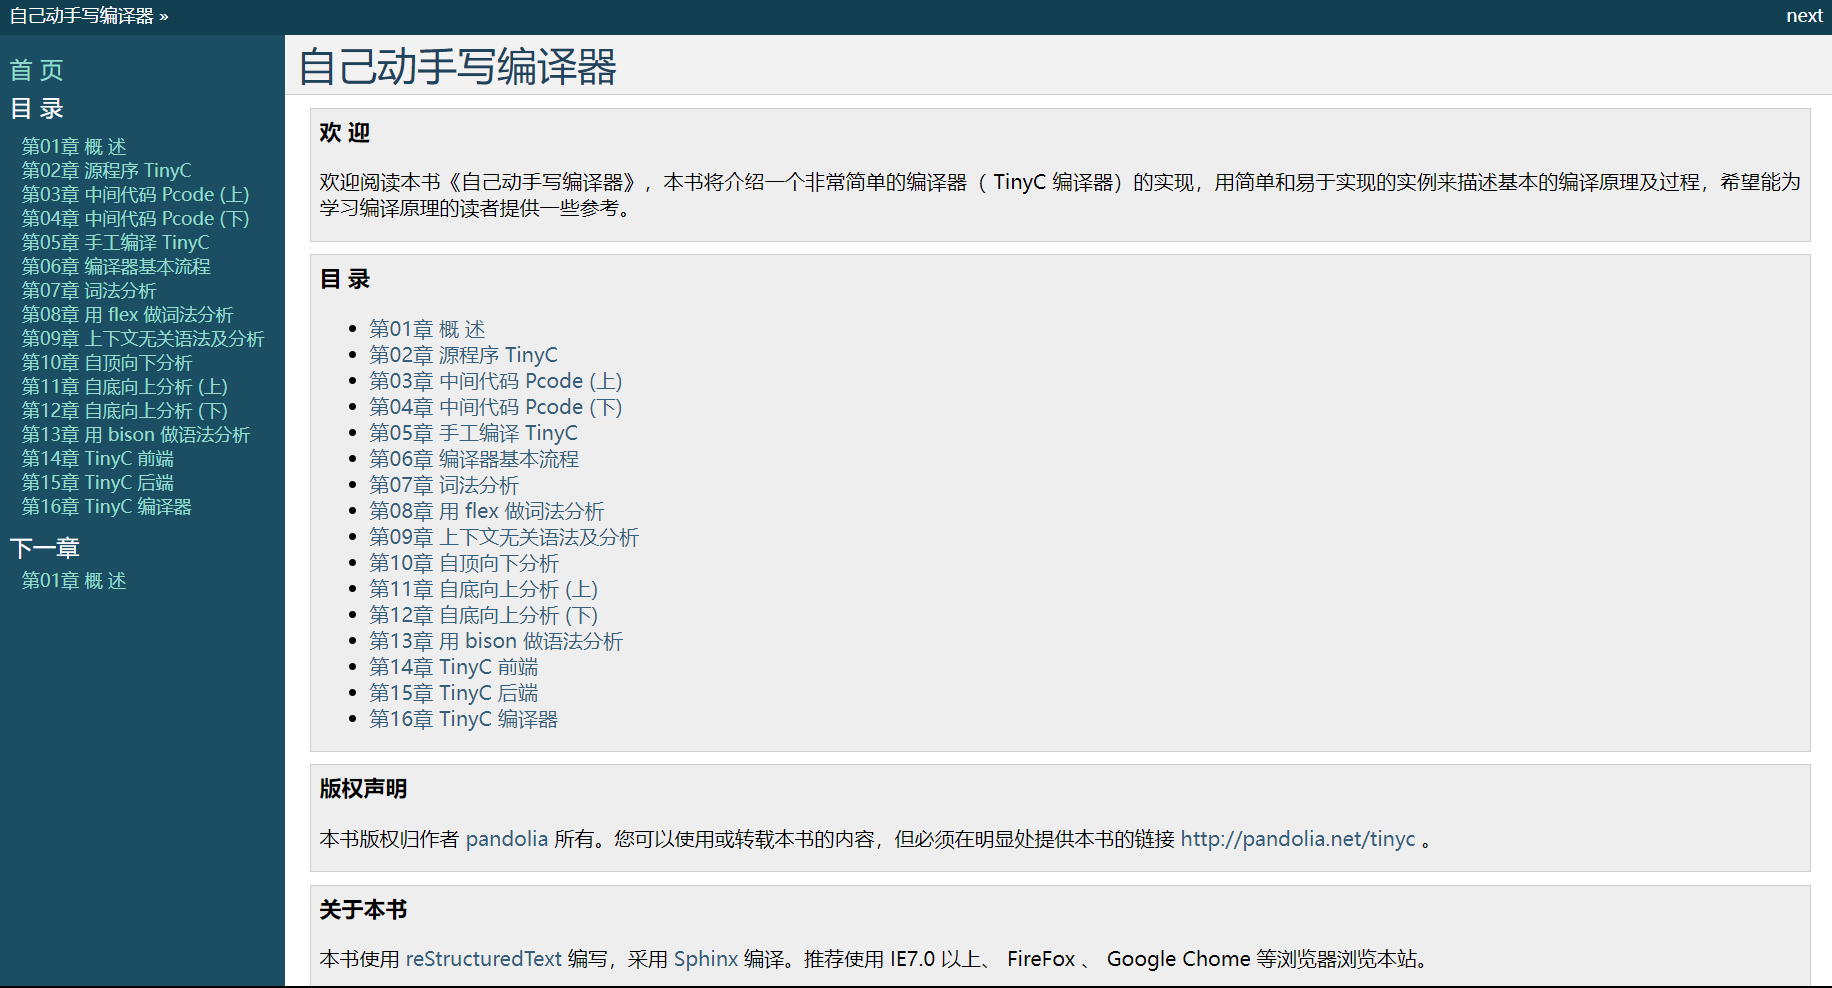 自己动手写编译器 »
next
首 页
目 录
第01章 概 述
第02章 源程序 TinyC
第03章 中间代码 Pcode (上)
第04章 中间代码 Pcode (下)
第05章 手工编译 TinyC
第06章 编译器基本流程
第07章 词法分析
第08章 用 flex 做词法分析
第09章 上下文无关语法及分析
第10章 自顶向下分析
第11章 自底向上分析 (上)
第12章 自底向上分析 (下)
第13章 用 bison 做语法分析
第14章 TinyC 前端
第15章 TinyC 后端
第16章 TinyC 编译器
下一章
第01章 概 述
自己动手写编译器
欢 迎
欢迎阅读本书《自己动手写编译器》，本书将介绍一个非常简单的编译器（ TinyC 编译器）的实现，用简单和易于实现的实例来描述基本的编译原理及过程，希望能为
学习编译原理的读者提供一些参考。
目 录
• 第01章 概 述
• 第02章 源程序 TinyC
• 第03章 中间代码 Pcode (上)
• 第04章 中间代码 Pcode (下)
• 第05章 手工编译 TinyC
• 第06章 编译器基本流程
• 第07章 词法分析
• 第08章 用 flex 做词法分析
• 第09章 上下文无关语法及分析
• 第10章 自顶向下分析
• 第11章 自底向上分析 (上)
• 第12章 自底向上分析 (下)
• 第13章 用 bison 做语法分析
• 第14章 TinyC 前端
• 第15章 TinyC 后端
• 第16章 TinyC 编译器
版权声明
本书版权归作者 pandolia 所有。您可以使用或转载本书的内容，但必须在明显处提供本书的链接 http://pandolia.net/tinyc 。
关于本书
本书使用 reStructuredText 编写，采用 Sphinx 编译。推荐使用 IE7.0 以上、 FireFox 、 Google Chome 等浏览器浏览本站。